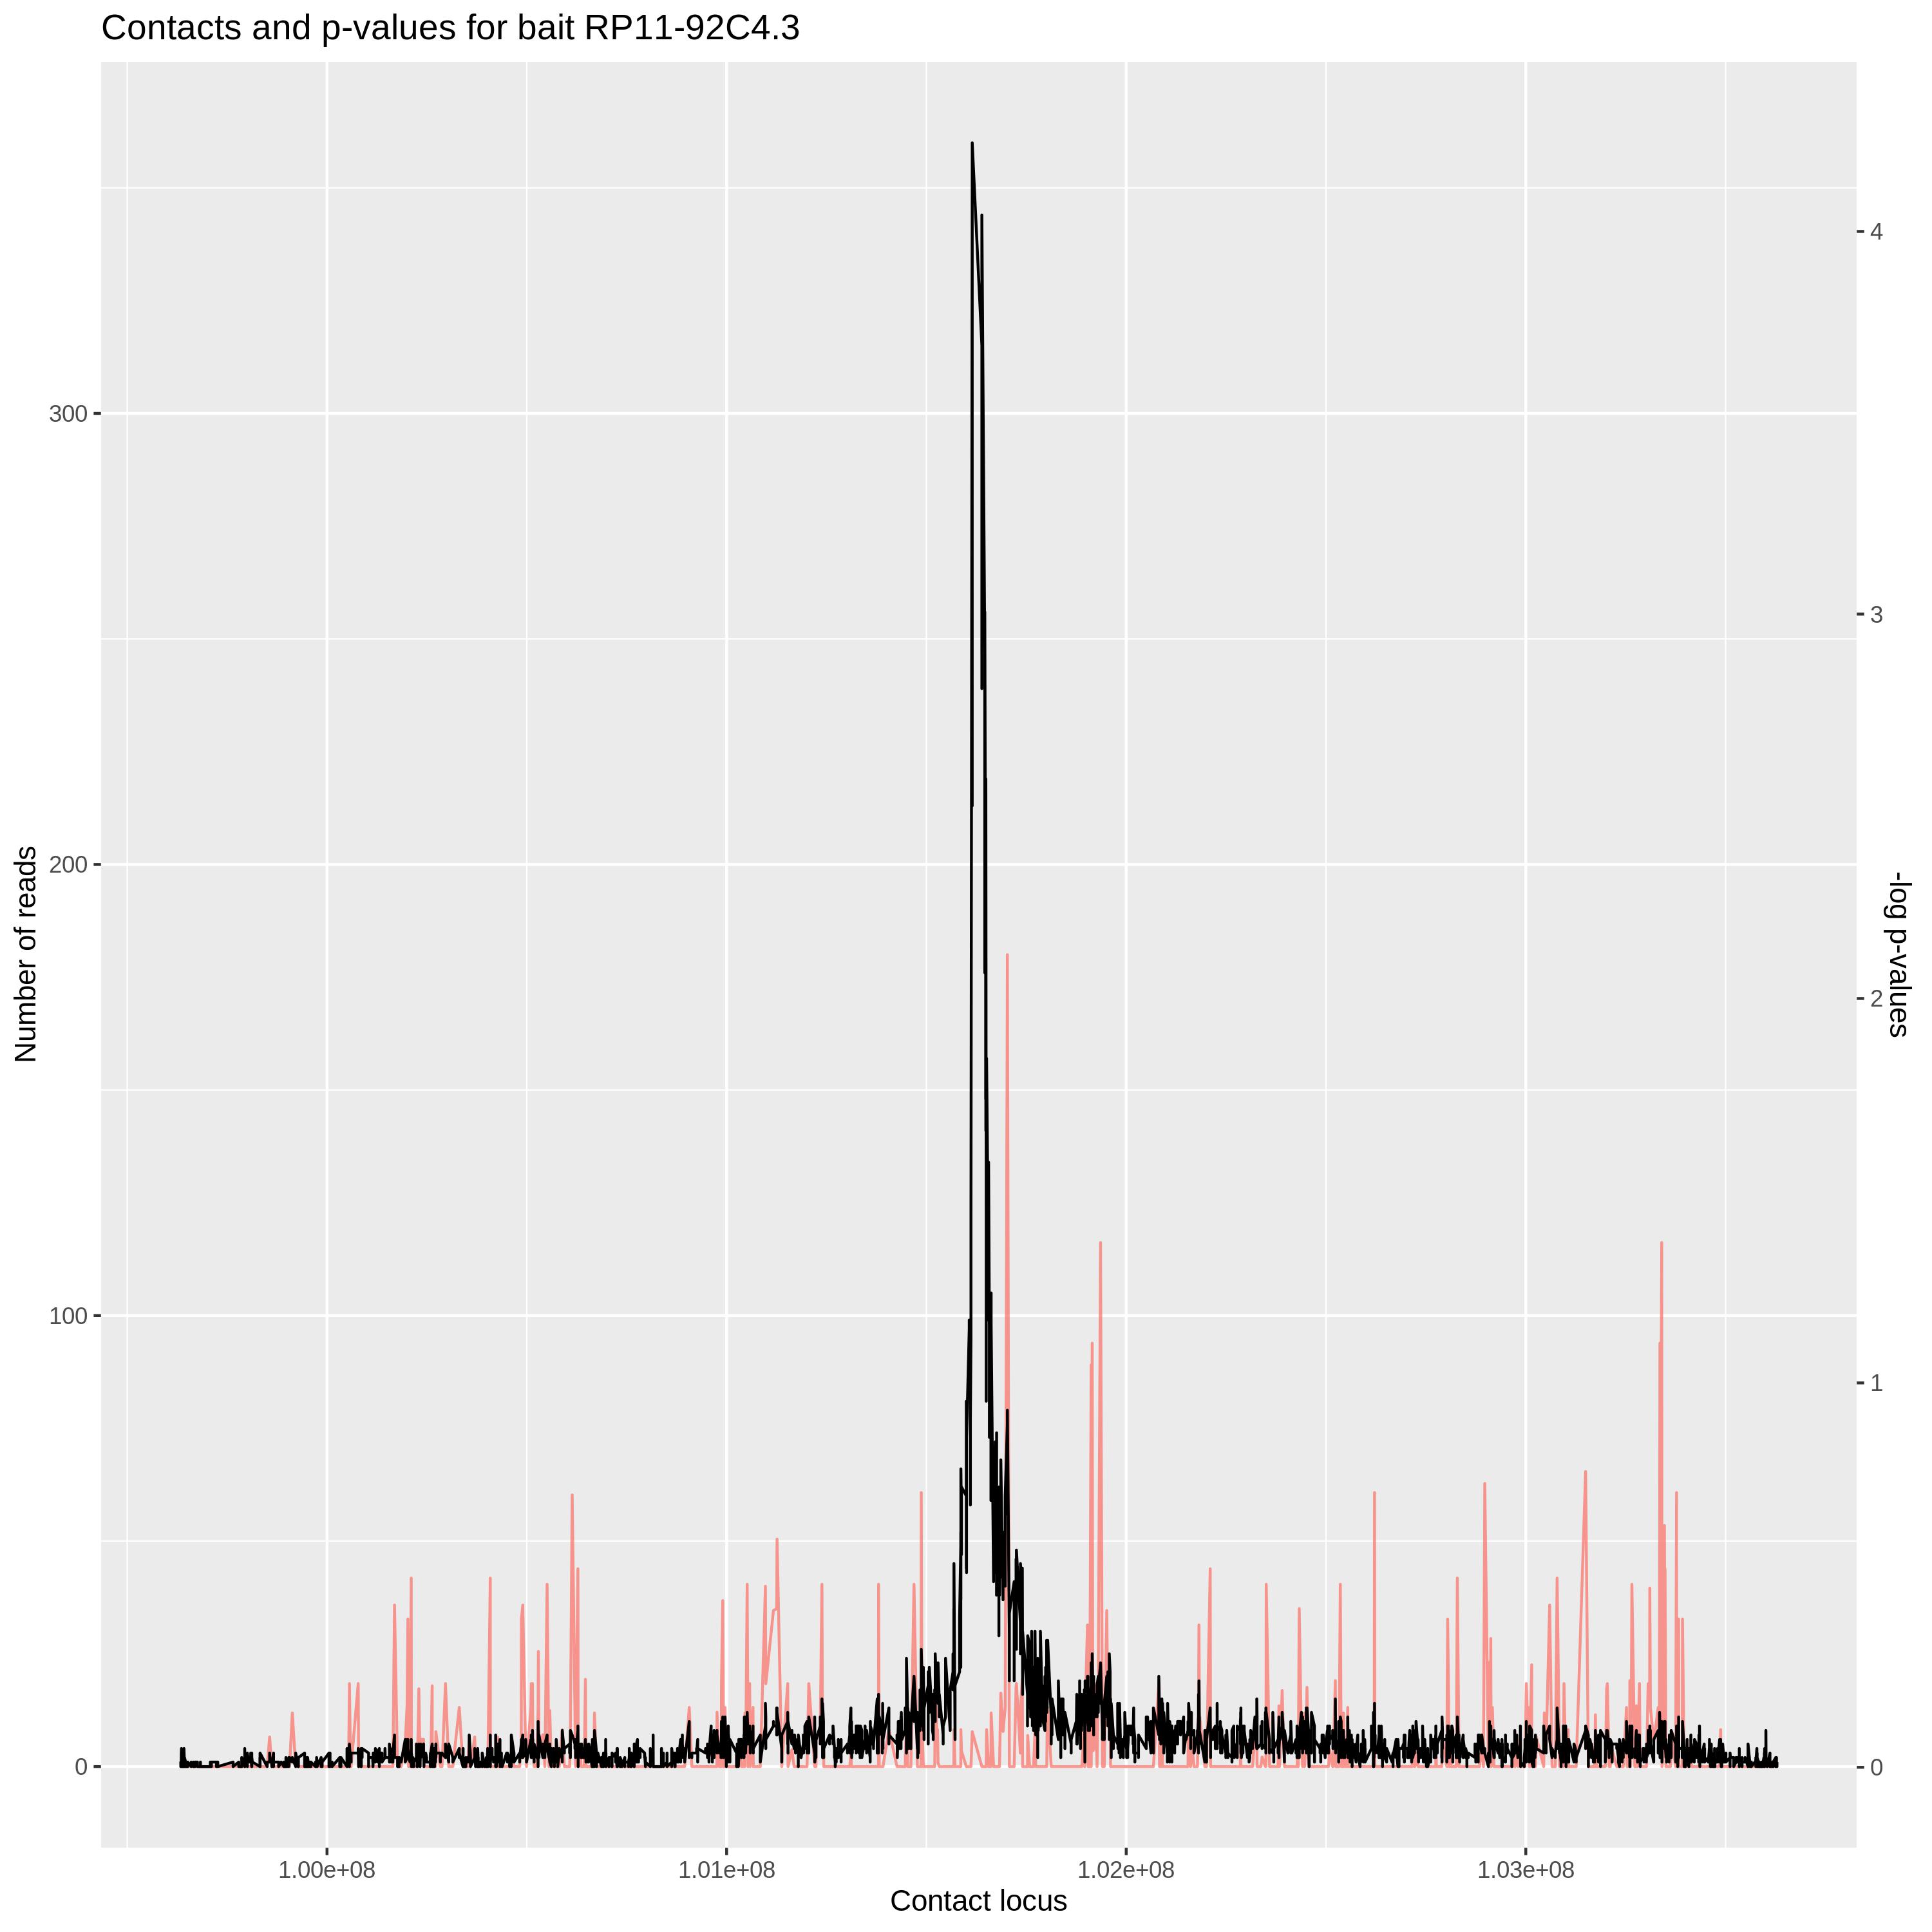 Contacts and p-values for bait RP11-92C4.3
Number of reads
300
200
100
0
4
3
2
1
0
-log p-values
1.00e+08 1.01e+08 1.02e+08 1.03e+08
Contact locus